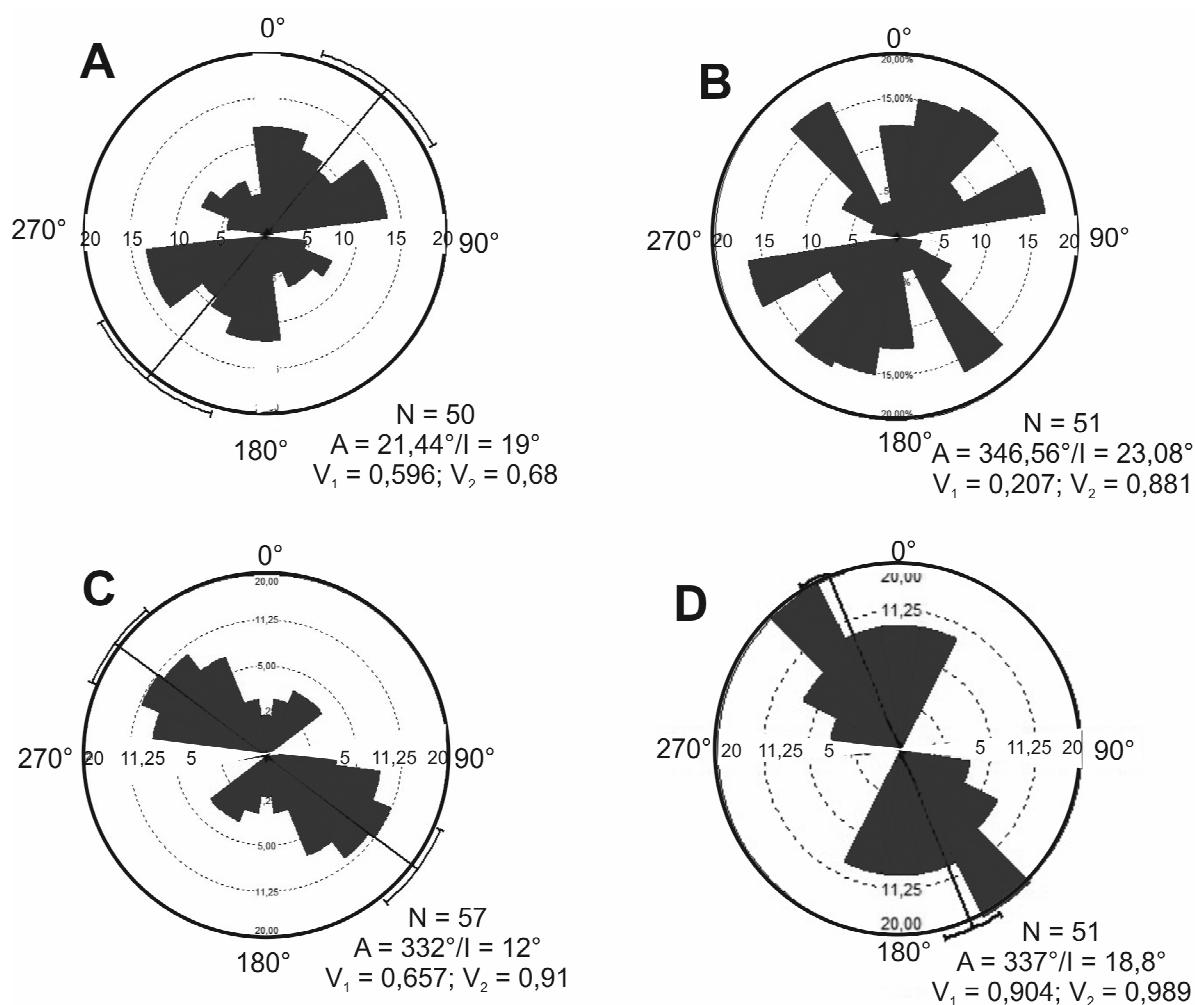 A
0°
270°
20 15 10 5
5 10 15 20
90°
180°
N = 50
A = 21,44°/I = 19°
V₁ = 0,596; V₂ = 0,68
B
0°
20,00%
15,00%
270°
20 15 10 5
5 10 15 20
90°
15,00%
20,00%
180°
N = 51
A = 346,56°/I = 23,08°
V₁ = 0,207; V₂ = 0,881
C
0°
20,00
11,25
5,00
270°
20 11,25 5
5 11,25 20
90°
5,00
11,25
20,00
180°
N = 57
A = 332°/I = 12°
V₁ = 0,657; V₂ = 0,91
D
0°
20,00
11,25
270°
20 11,25 5
5 11,25 20
90°
11,25
20,00
180°
N = 51
A = 337°/I = 18,8°
V₁ = 0,904; V₂ = 0,989